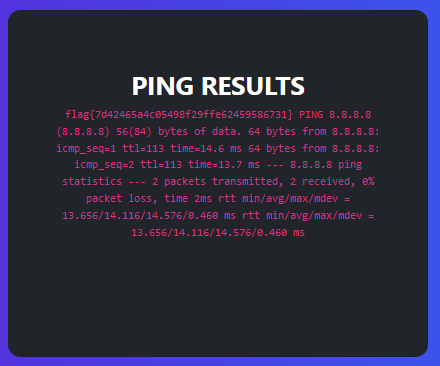 PING RESULTS
flag{7d42465a4c05498f29ffe62459586731} PING 8.8.8.8
(8.8.8.8) 56(84) bytes of data. 64 bytes from 8.8.8.8:
icmp_seq=1 ttl=113 time=14.6 ms 64 bytes from 8.8.8.8:
icmp_seq=2 ttl=113 time=13.7 ms --- 8.8.8.8 ping
statistics --- 2 packets transmitted, 2 received, 0%
packet loss, time 2ms rtt min/avg/max/mdev =
13.656/14.116/14.576/0.460 ms rtt min/avg/max/mdev =
13.656/14.116/14.576/0.460 ms